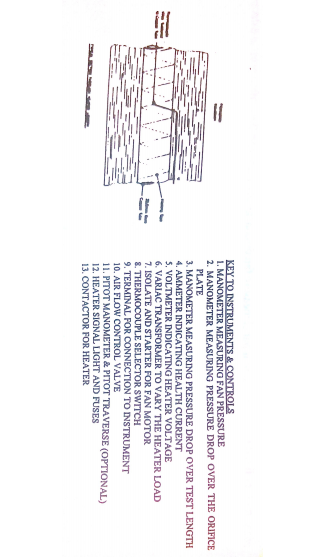 KEY TO INSTRUMENTS & CONTROLS
1. MANOMETER MEASURING FAN PRESSURE
2. MANOMETER MEASURING PRESSURE DROP OVER THE ORIFICE
PLATE
3. MANOMETER MEASURING PRESSURE DROP OVER TEST LENGTH
4. AMMETER INDICATING HEALTH CURRENT
5. VOLTMETER INDICATING HEATER VOLTAGE
6. VARIAC TRANSFORMER TO VARY THE HEATER LOAD
7. ISOLATE AND STARTER FOR FAN MOTOR
8. THERMOCOUPLE SELECTOR SWITCH
9. TERMINAL FOR CONNECTION TO INSTRUMENT
10. AIR FLOW CONTROL VALVE
11. PITOT MANOMETER & PITOT TRAVERSE (OPTIONAL)
12. HEATER SIGNAL LIGHT AND FUSES
13. CONTACTOR FOR HEATER